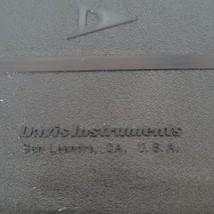 Davis Instruments
San Leandro, CA, U.S.A.